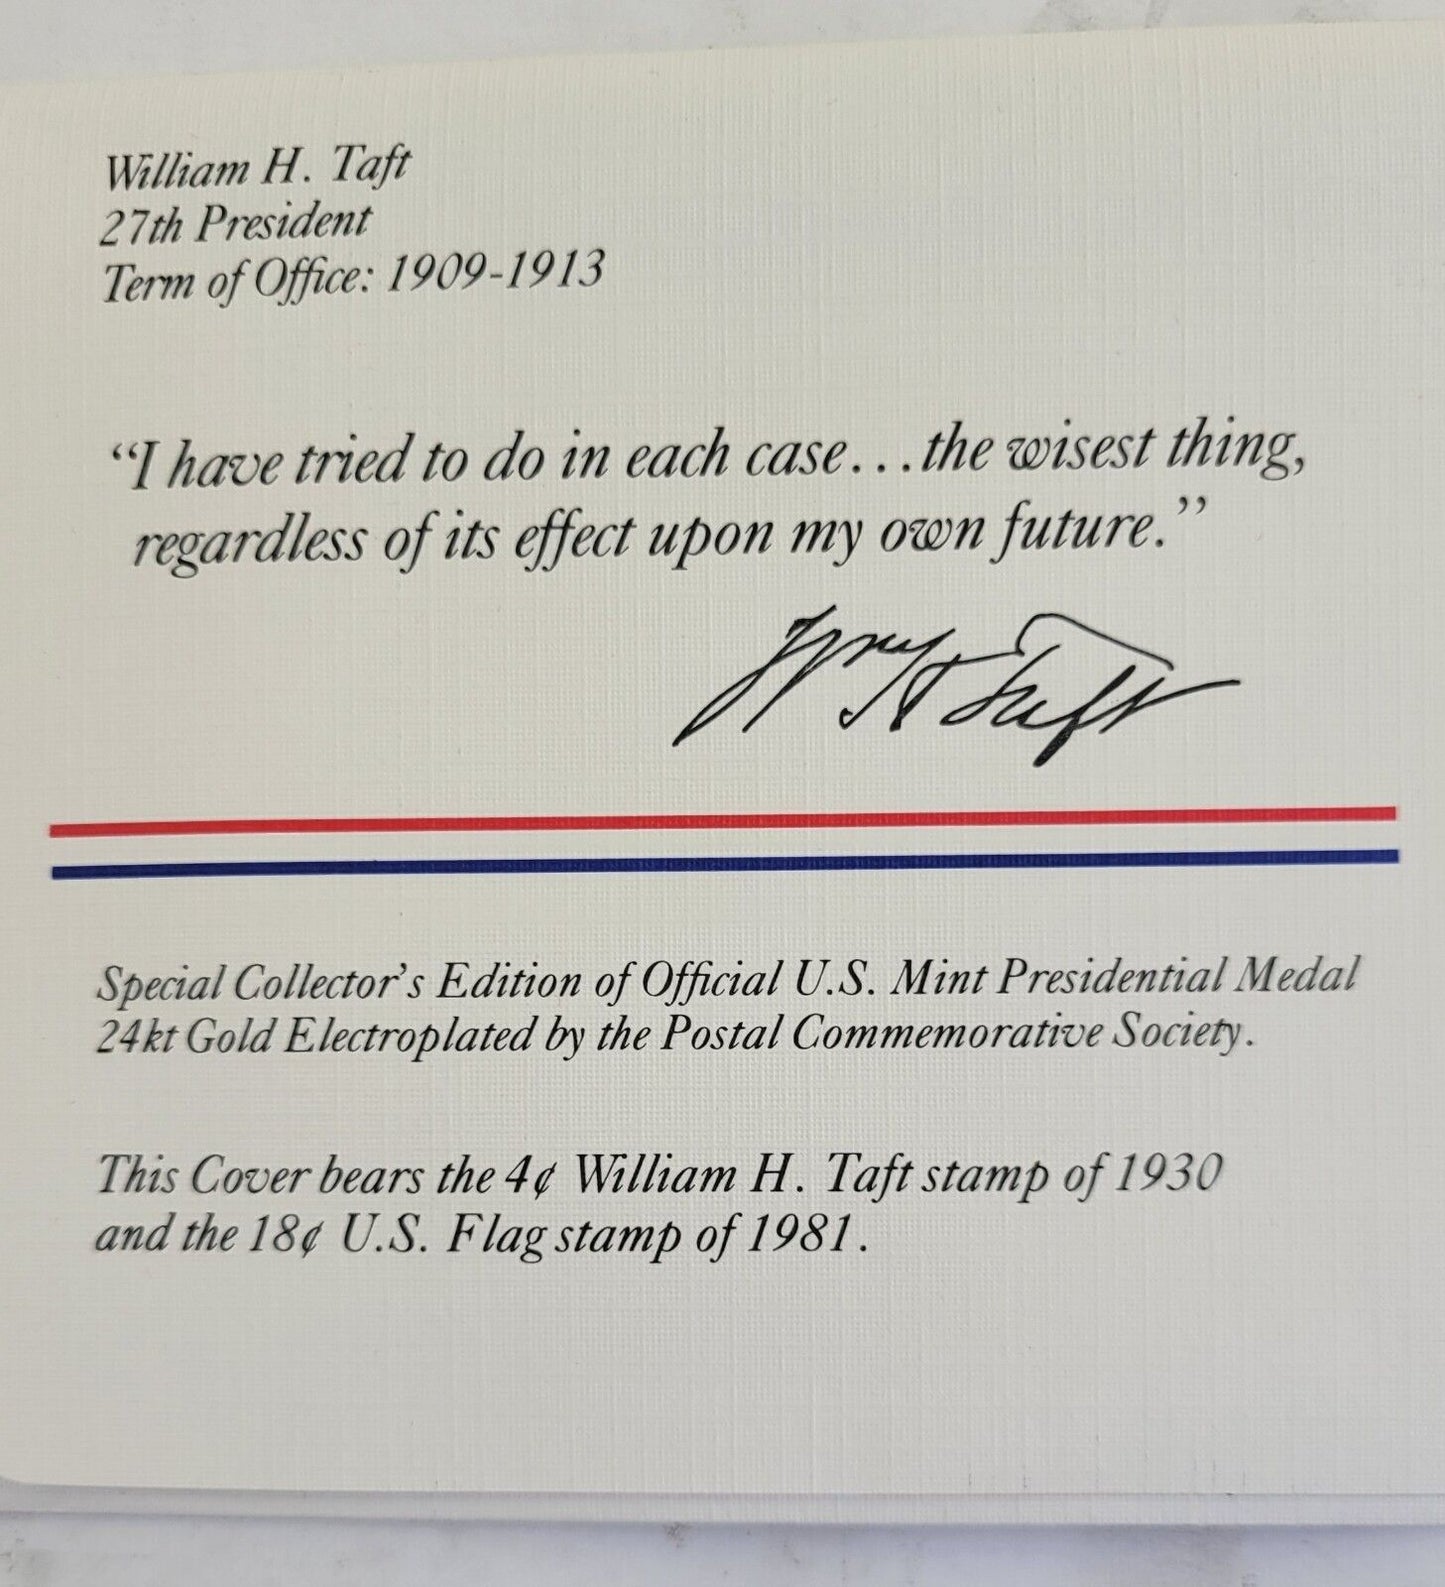 William H. Taft
27th President
Term of Office: 1909-1913
“I have tried to do in each case...the wisest thing,
regardless of its effect upon my own future.”
Wm H Taft
Special Collector's Edition of Official U.S. Mint Presidential Medal
24kt Gold Electroplated by the Postal Commemorative Society.
This Cover bears the 4¢ William H. Taft stamp of 1930
and the 18¢ U.S. Flag stamp of 1981.